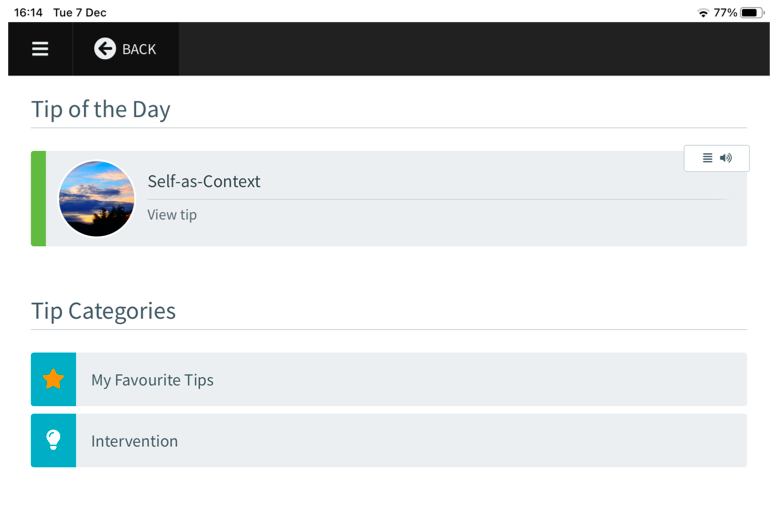 16:14 Tue 7 Dec 77%
BACK
Tip of the Day
Self-as-Context
View tip
Tip Categories
My Favourite Tips
Intervention